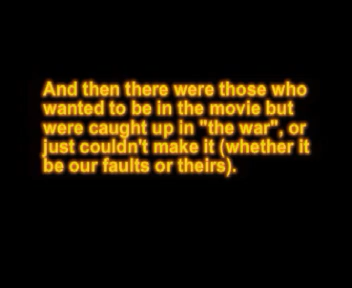 And then there were those who
wanted to be in the movie but
were caught up in "the war", or
just couldn't make it (whether it
be our faults or theirs).